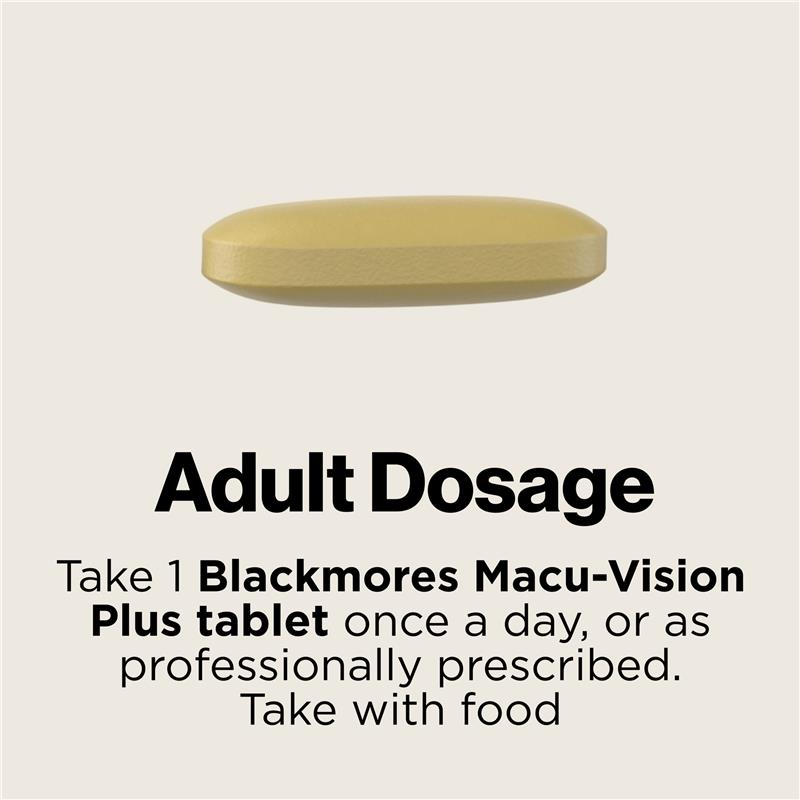 Adult Dosage
Take 1 Blackmores Macu-Vision
Plus tablet once a day, or as
professionally prescribed.
Take with food